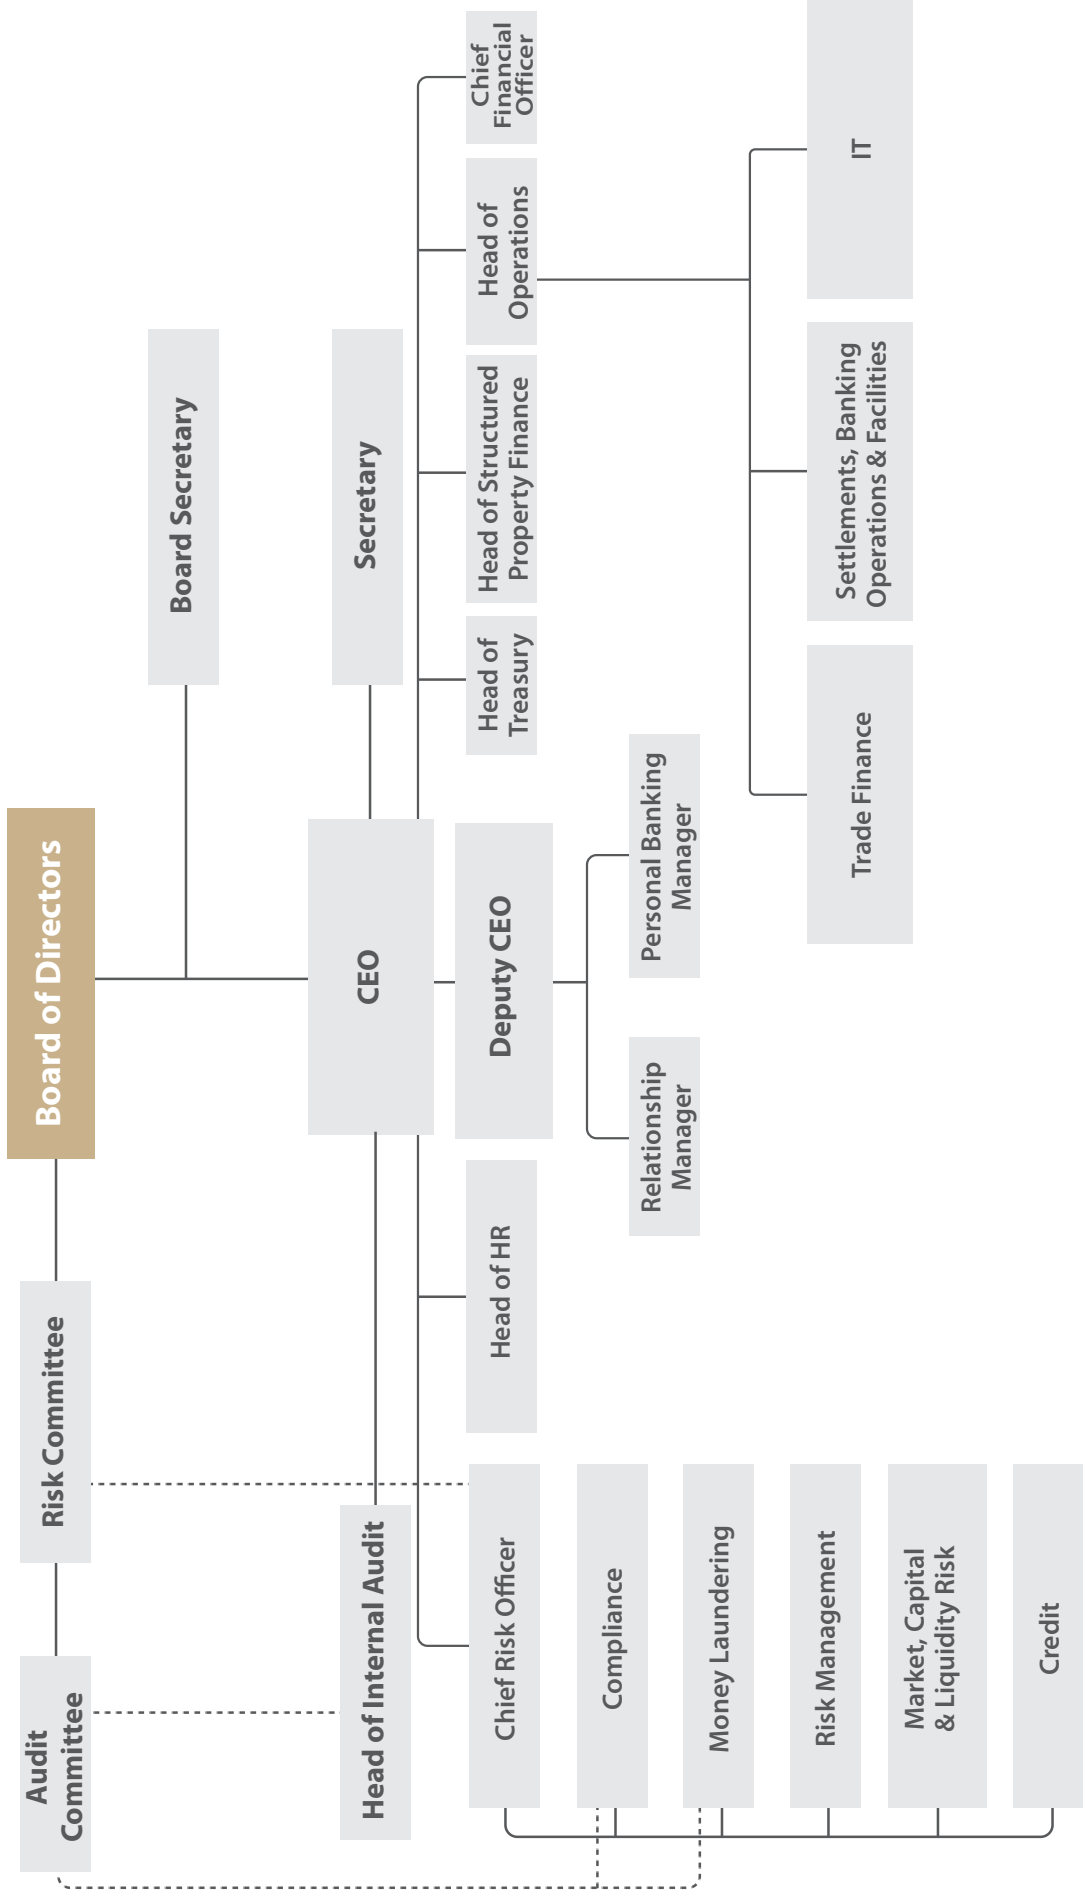 Board of Directors
Audit
Committee
Risk Committee
Board Secretary
CEO
Secretary
Head of Internal Audit
Deputy CEO
Chief Risk Officer
Head of HR
Head of
Treasury
Head of Structured
Property Finance
Head of
Operations
Chief
Financial
Officer
Compliance
Money Laundering
Risk Management
Market, Capital
& Liquidity Risk
Credit
Relationship
Manager
Personal Banking
Manager
Trade Finance
Settlements, Banking
Operations & Facilities
IT